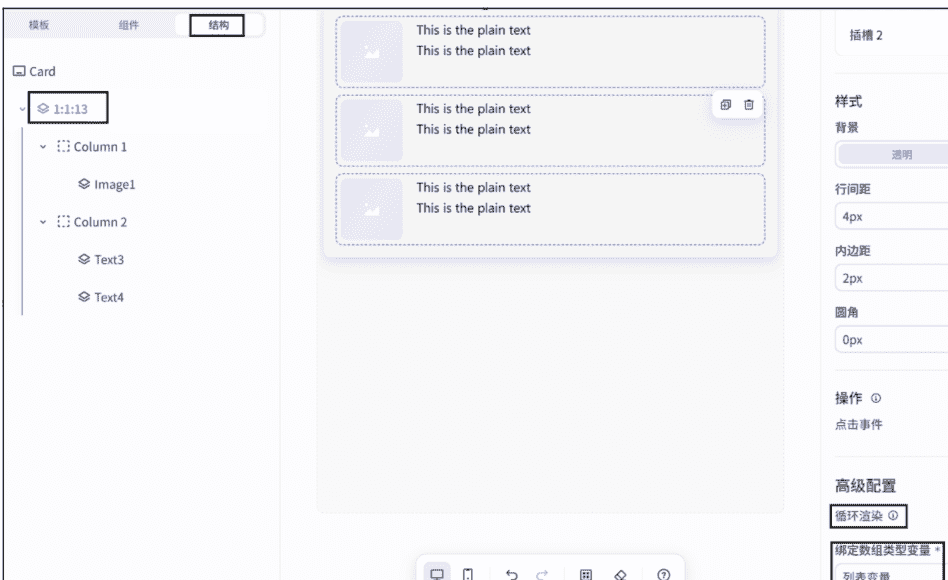 模板 组件 结构
Card
1:1:13
Column 1
Image1
Column 2
Text3
Text4
This is the plain text
This is the plain text
This is the plain text
This is the plain text
This is the plain text
This is the plain text
插槽 2
样式
背景
透明
行间距
4px
内边距
2px
圆角
0px
操作
点击事件
高级配置
循环渲染
绑定数组类型变量 *
列表变量